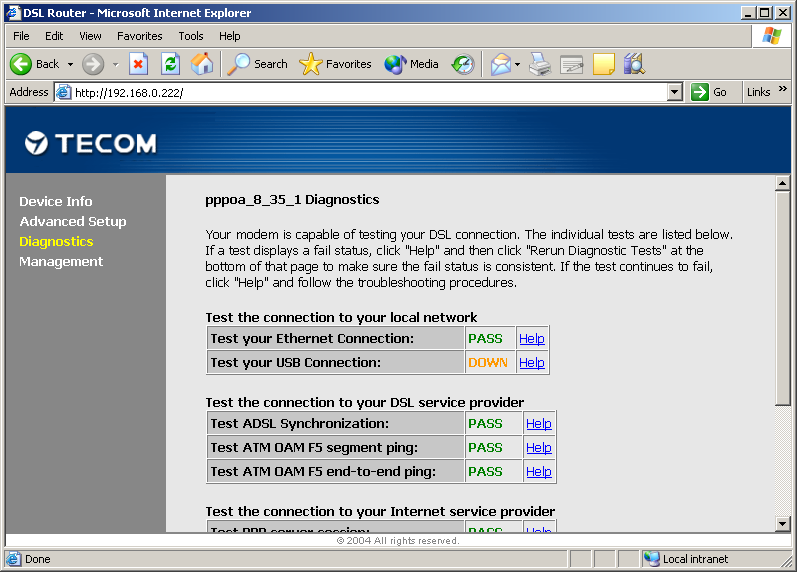 DSL Router - Microsoft Internet Explorer
File Edit View Favorites Tools Help
Back Search Favorites Media
Address http://192.168.0.222/ Go Links »
TECOM
Device Info
Advanced Setup
Diagnostics
Management
pppoa_8_35_1 Diagnostics
Your modem is capable of testing your DSL connection. The individual tests are listed below.
If a test displays a fail status, click "Help" and then click "Rerun Diagnostic Tests" at the
bottom of that page to make sure the fail status is consistent. If the test continues to fail,
click "Help" and follow the troubleshooting procedures.
Test the connection to your local network
Test your Ethernet Connection: PASS Help
Test your USB Connection: DOWN Help
Test the connection to your DSL service provider
Test ADSL Synchronization: PASS Help
Test ATM OAM F5 segment ping: PASS Help
Test ATM OAM F5 end-to-end ping: PASS Help
Test the connection to your Internet service provider
Test PPP server session: PASS Help
© 2004 All rights reserved.
Done Local intranet